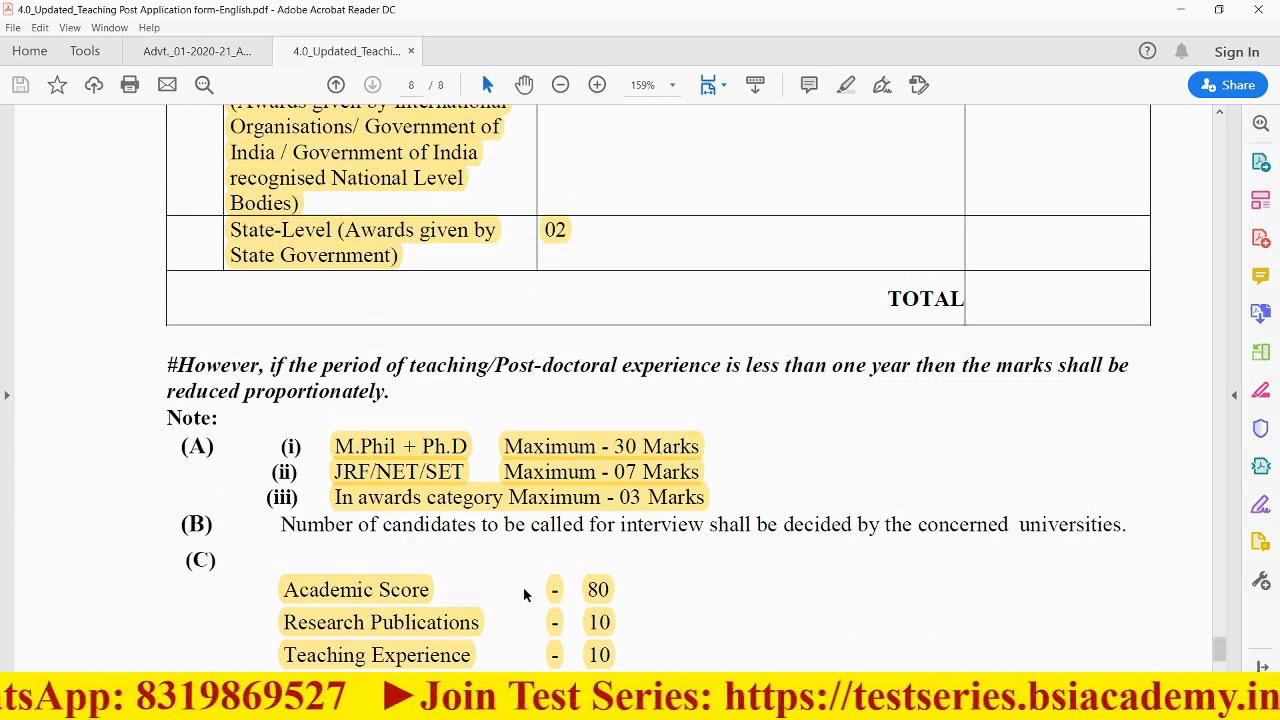 4.0_Updated_Teaching Post Application form-English.pdf - Adobe Acrobat Reader DC
File Edit View Window Help
Home Tools Advt._01-2020-21_A... 4.0_Updated_Teachi... ×
8 / 8 159% Share
Sign In
(Awards given by International
Organisations/ Government of
India / Government of India
recognised National Level
Bodies)
State-Level (Awards given by 02
State Government)
TOTAL
#However, if the period of teaching/Post-doctoral experience is less than one year then the marks shall be
reduced proportionately.
Note:
(A) (i) M.Phil + Ph.D Maximum - 30 Marks
(ii) JRF/NET/SET Maximum - 07 Marks
(iii) In awards category Maximum - 03 Marks
(B) Number of candidates to be called for interview shall be decided by the concerned universities.
(C)
Academic Score - 80
Research Publications - 10
Teaching Experience - 10
atsApp: 8319869527 ►Join Test Series: https://testseries.bsiacademy.in